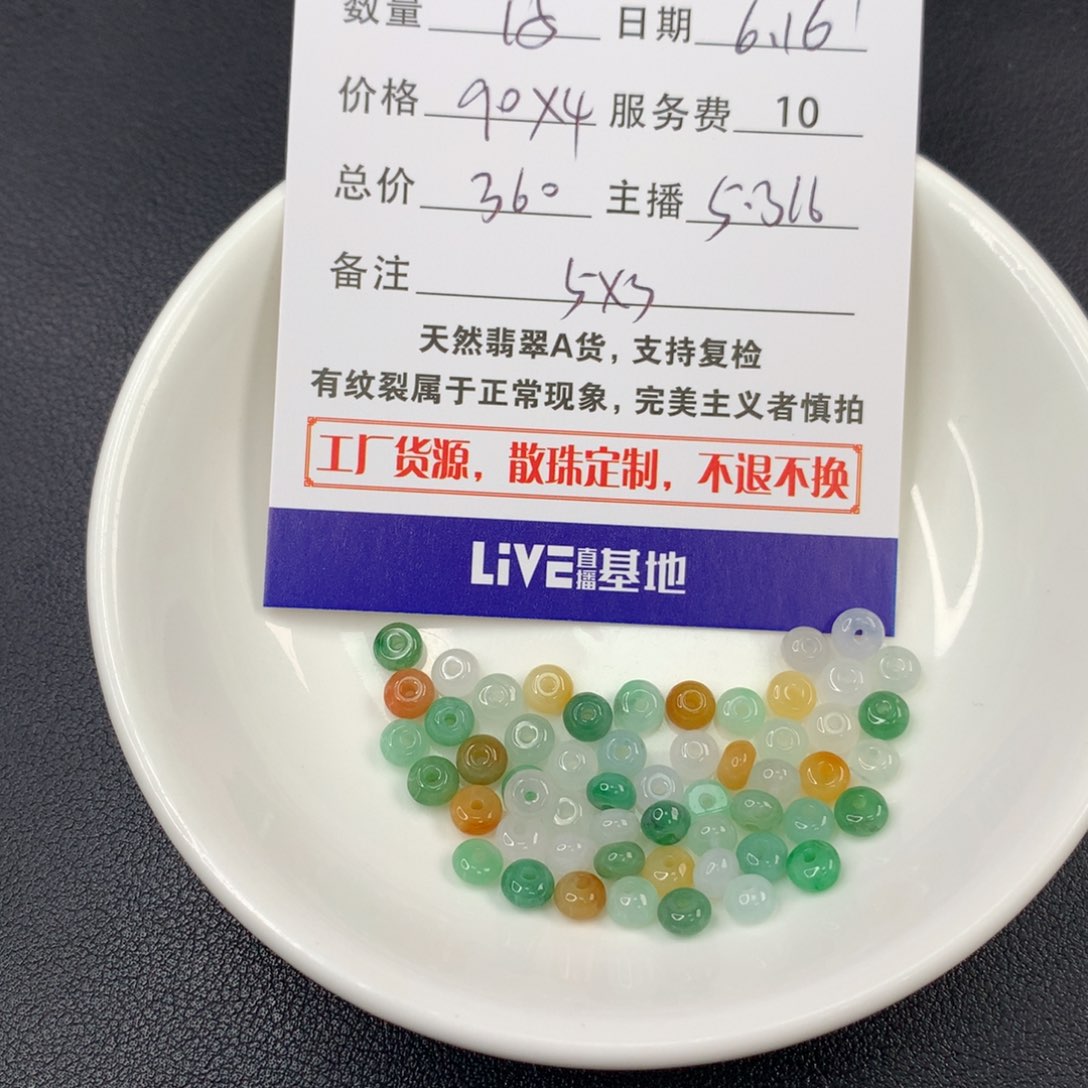 数量 日期 6.16
价格 90X4 服务费 10
总价 360 主播 5.316
备注 5X3
天然翡翠A货，支持复检
有纹裂属于正常现象，完美主义者慎拍
工厂货源，散珠定制，不退不换
LiVE直播基地